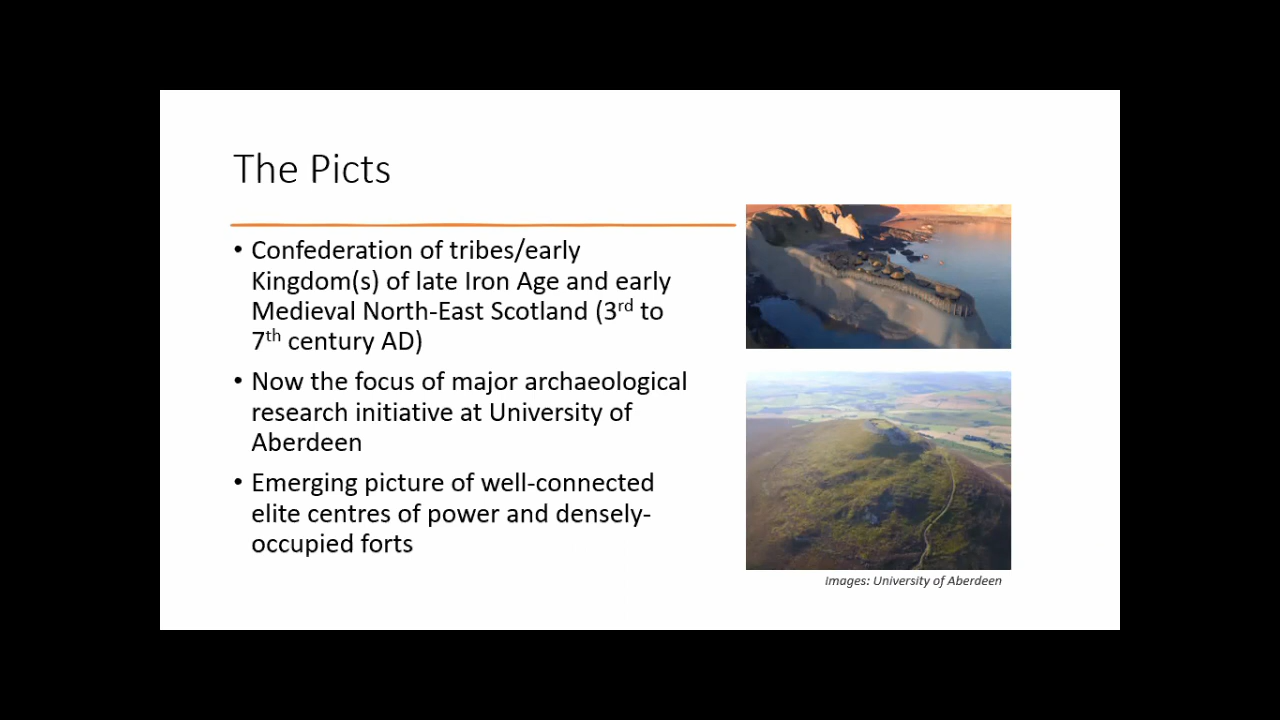 The Picts
• Confederation of tribes/early
Kingdom(s) of late Iron Age and early
Medieval North-East Scotland (3rd to
7th century AD)
• Now the focus of major archaeological
research initiative at University of
Aberdeen
• Emerging picture of well-connected
elite centres of power and densely-
occupied forts
Images: University of Aberdeen